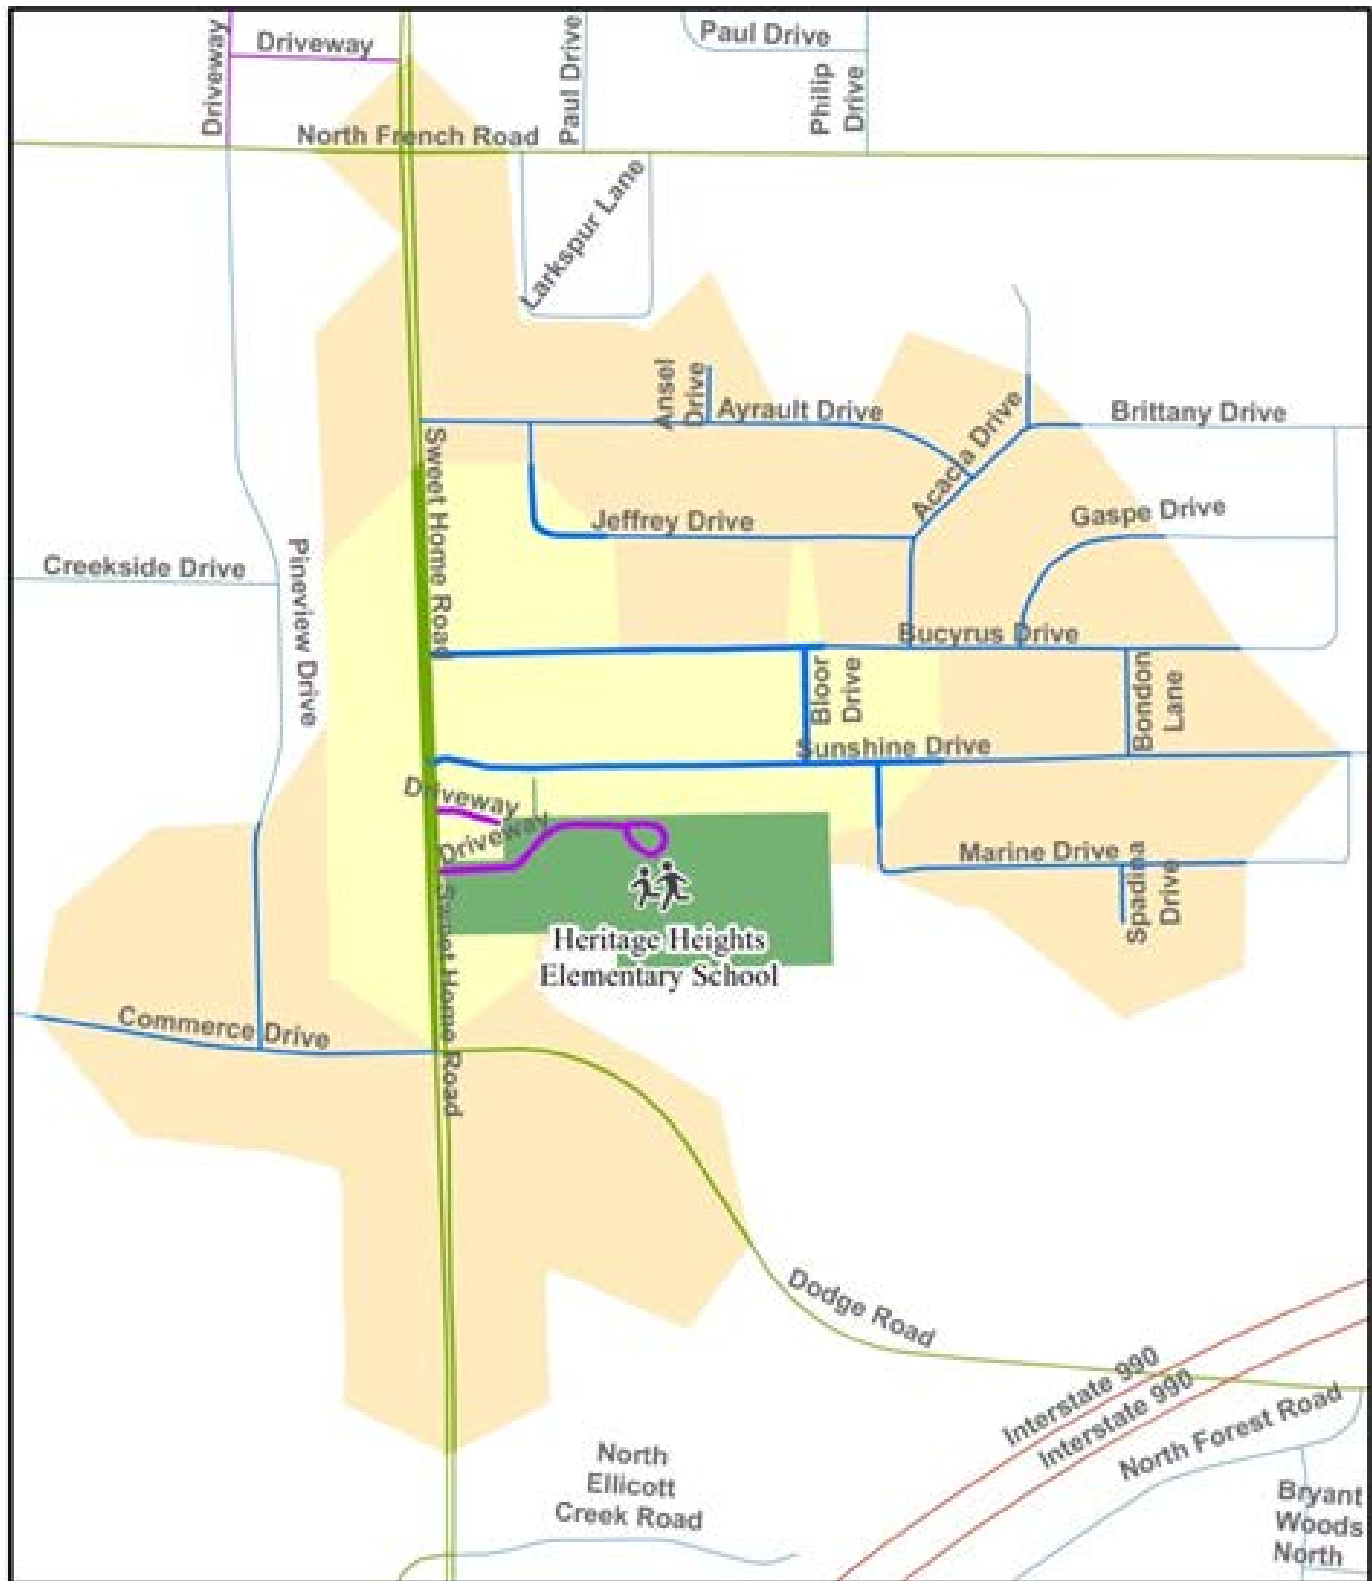 Driveway
Driveway
Paul Drive
Paul Drive
Philip
Drive
North French Road
Larkspur Lane
Ansel
Drive
Ayrault Drive
Acacia Drive
Brittany Drive
Sweet Home Road
Jeffrey Drive
Gaspe Drive
Creekside Drive
Pineview Drive
Bucyrus Drive
Bloor
Drive
Bondon
Lane
Sunshine Drive
Driveway
Driveway
Marine Drive
Spadina
Drive
Sweet Home Road
Heritage Heights
Elementary School
Commerce Drive
Dodge Road
Interstate 990
Interstate 990
North Forest Road
North
Ellicott
Creek Road
Bryant
Woods
North